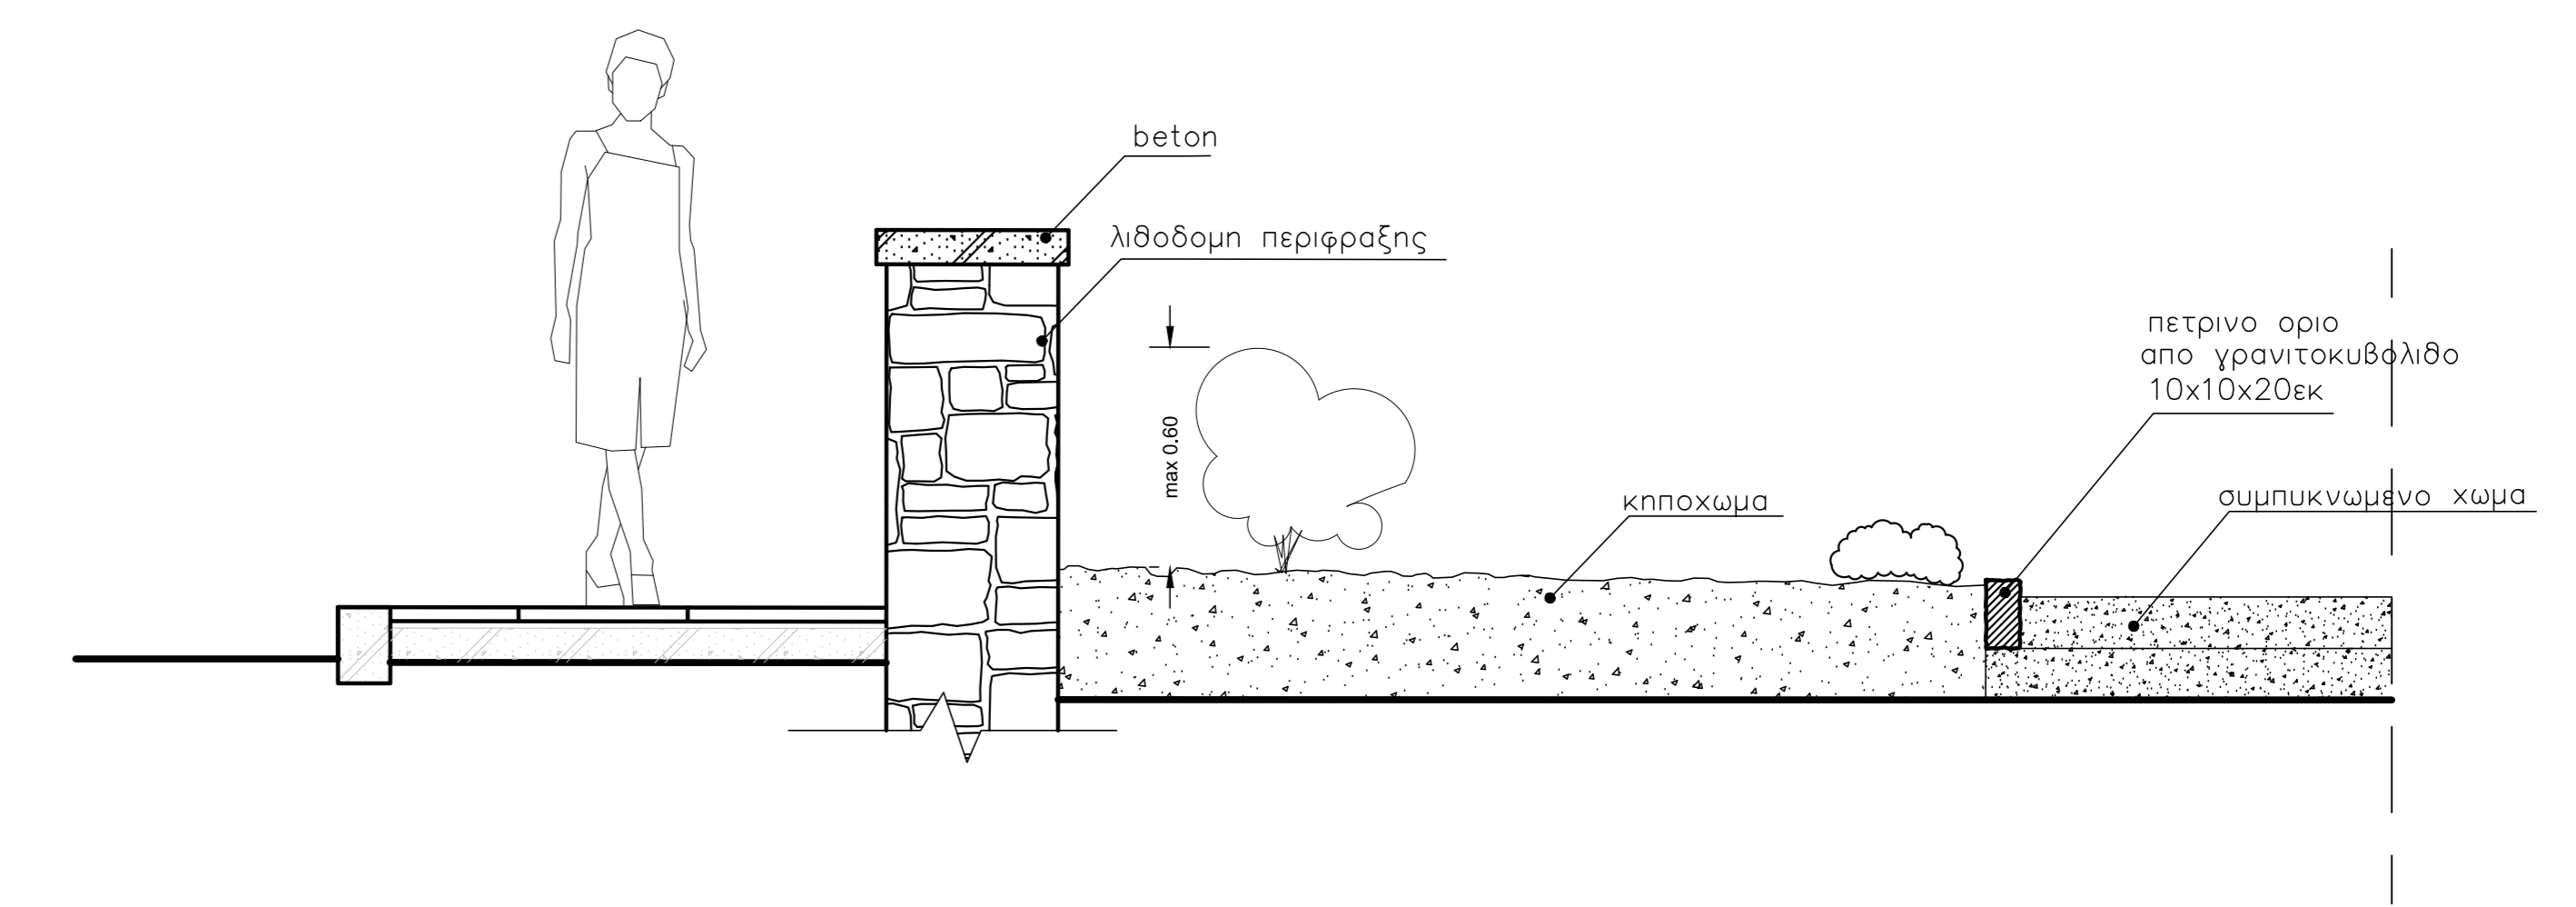 beton
λιθοδομη περιφραξης
πετρινο οριο
απο γρανιτοκυβολιθο
10x10x20εκ
max 0.60
κηποχωμα
συμπυκνωμενο χωμα